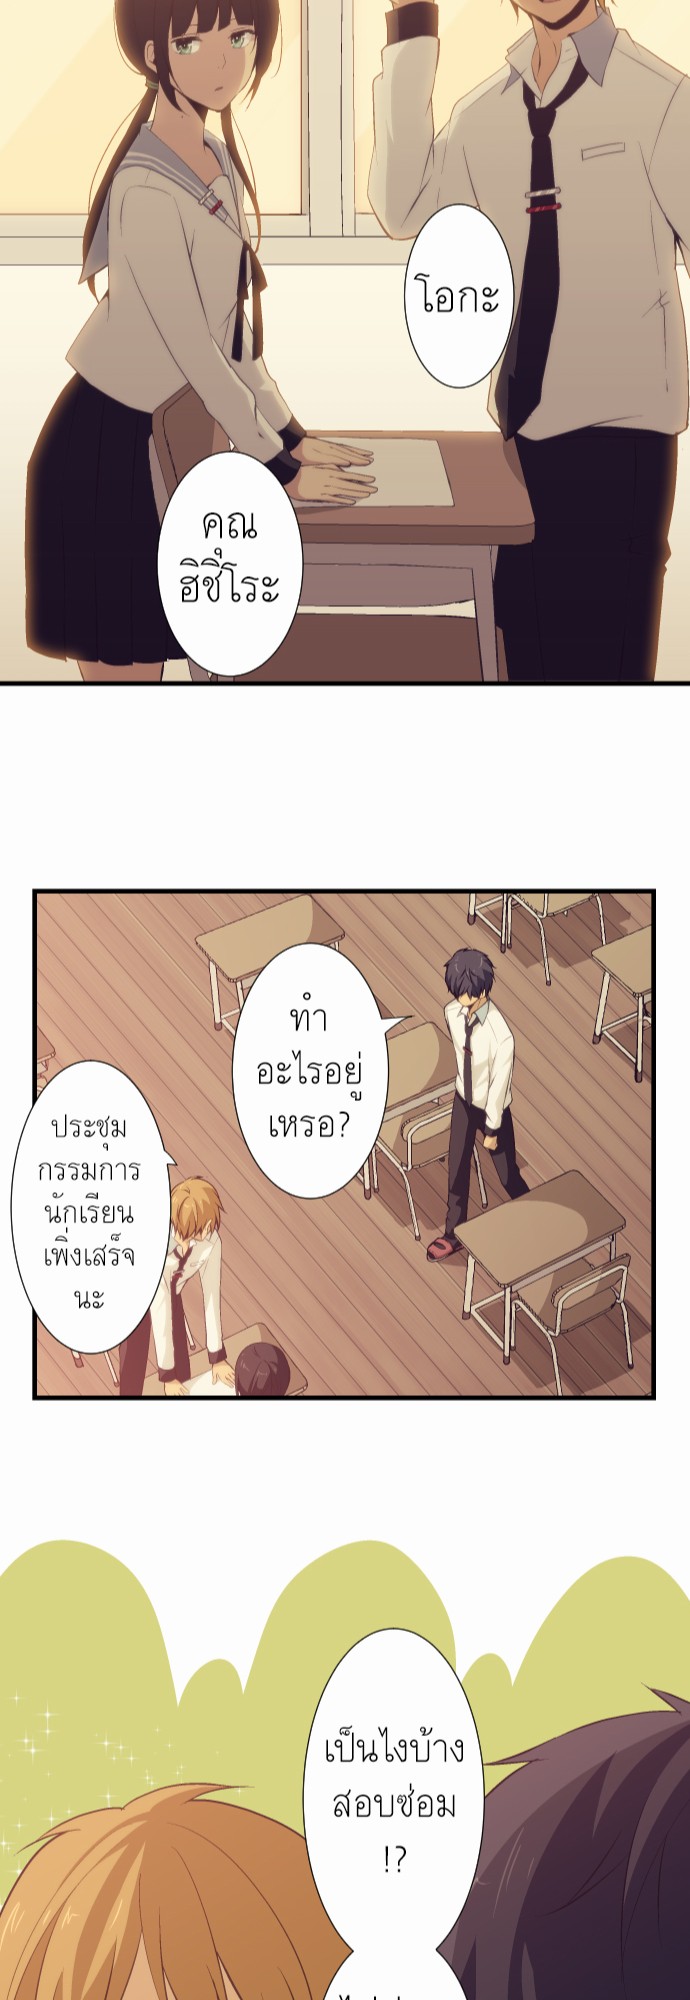 โอกะ
คุณ
ฮิชิโระ
ทำ
อะไรอยู่
เหรอ?
ประชุม
กรรมการ
นักเรียน
เพิ่งเสร็จ
นะ
เป็นไงบ้าง
สอบซ่อม
!?